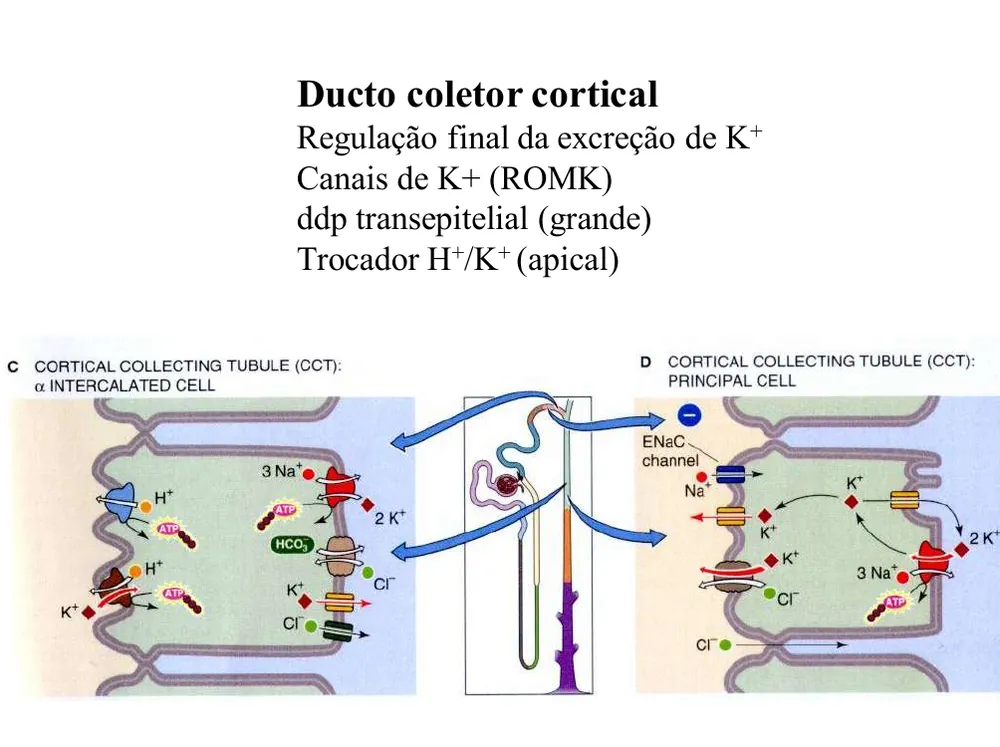 Ducto coletor cortical
Regulação final da excreção de K⁺
Canais de K+ (ROMK)
ddp transepitelial (grande)
Trocador H⁺/K⁺ (apical)
C CORTICAL COLLECTING TUBULE (CCT):
α INTERCALATED CELL
3 Na⁺
H⁺
ATP
ATP
2 K⁺
HCO₃⁻
H⁺
Cl⁻
K⁺
ATP
K⁺
Cl⁻
D CORTICAL COLLECTING TUBULE (CCT):
PRINCIPAL CELL
−
ENaC
channel
Na⁺
K⁺
K⁺
2 K⁺
K⁺
3 Na⁺
Cl⁻
ATP
Cl⁻